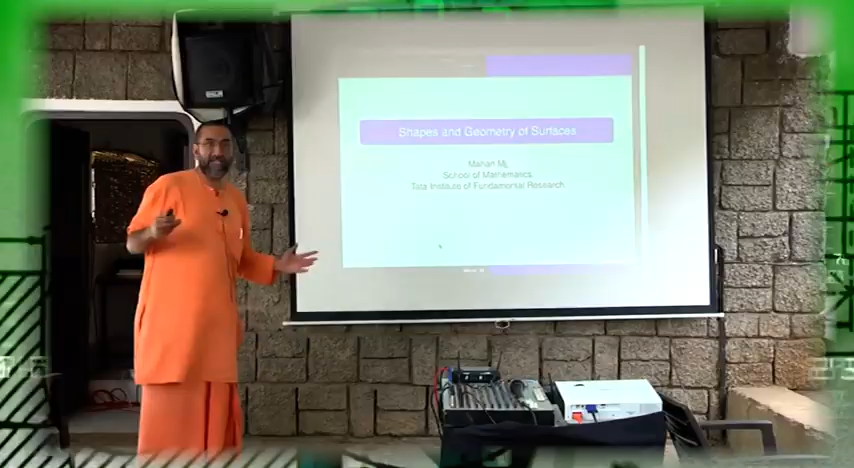 Shapes and Geometry of Surfaces
Mahan Mj
School of Mathematics,
Tata Institute of Fundamental Research